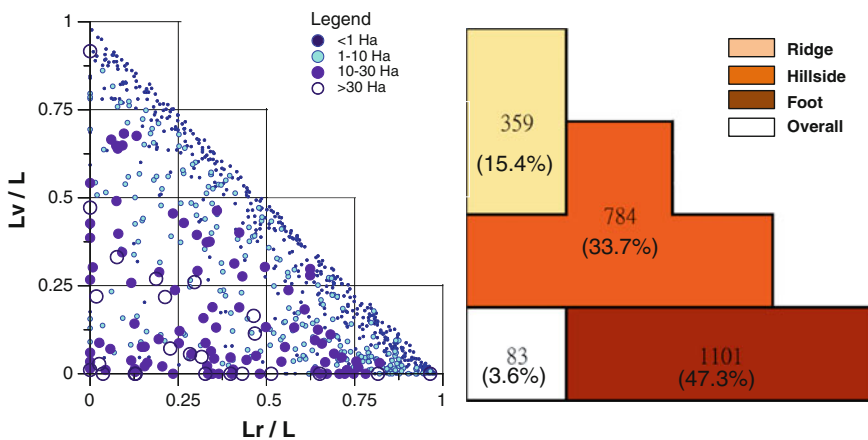 Legend
<1 Ha
1-10 Ha
10-30 Ha
>30 Ha
1
0.75
0.5
0.25
0
Lv / L
0
0.25
0.5
0.75
1
Lr / L
Ridge
Hillside
Foot
Overall
359
(15.4%)
784
(33.7%)
83
(3.6%)
1101
(47.3%)